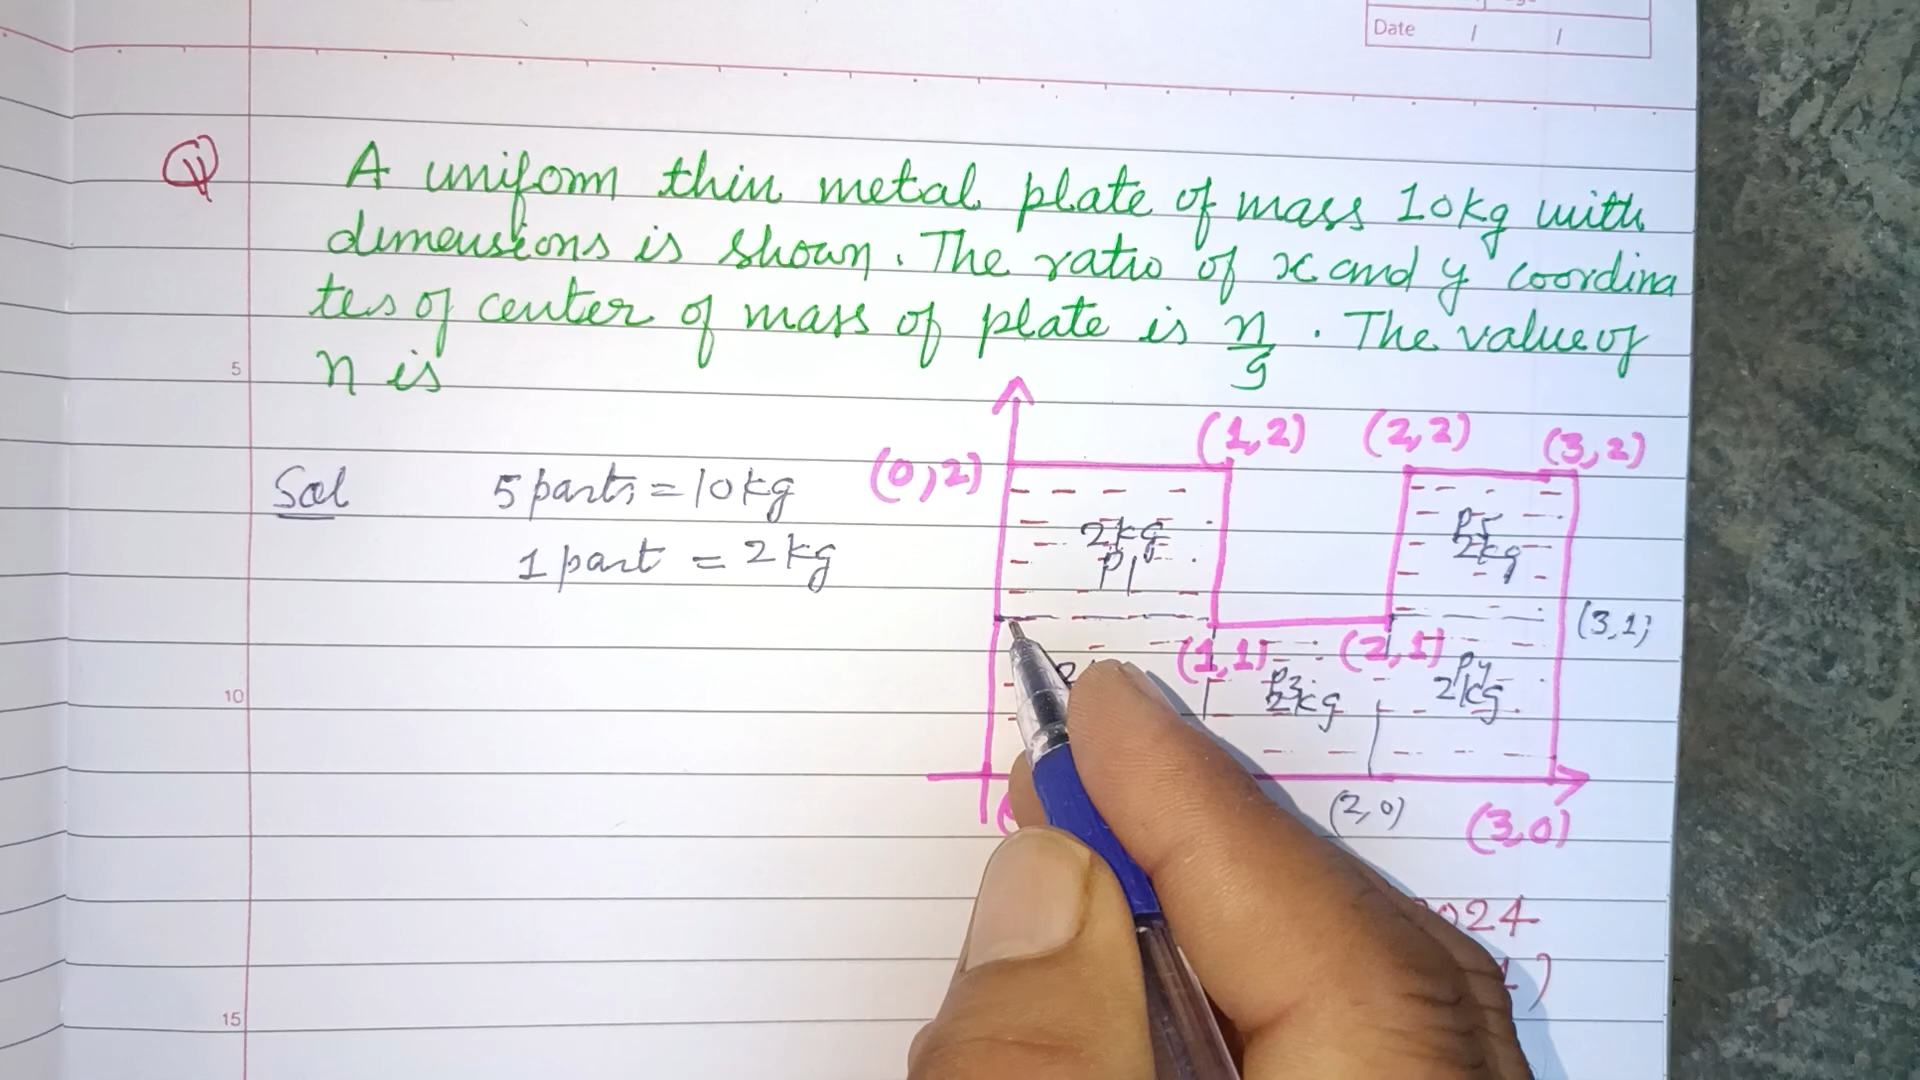 Date / /
Q A uniform thin metal plate of mass 10kg with
dimensions is shown. The ratio of x and y coordina
tes of center of mass of plate is n/9. The value of
n is
5
Sol 5 parts = 10kg
1 part = 2kg
(0,2) (1,2) (2,2) (3,2)
2kg
P1
P5
2kg
(3,1)
(1,1) (2,1)
P3
2kg
P4
2kg
10
(2,0) (3,0)
2024
15